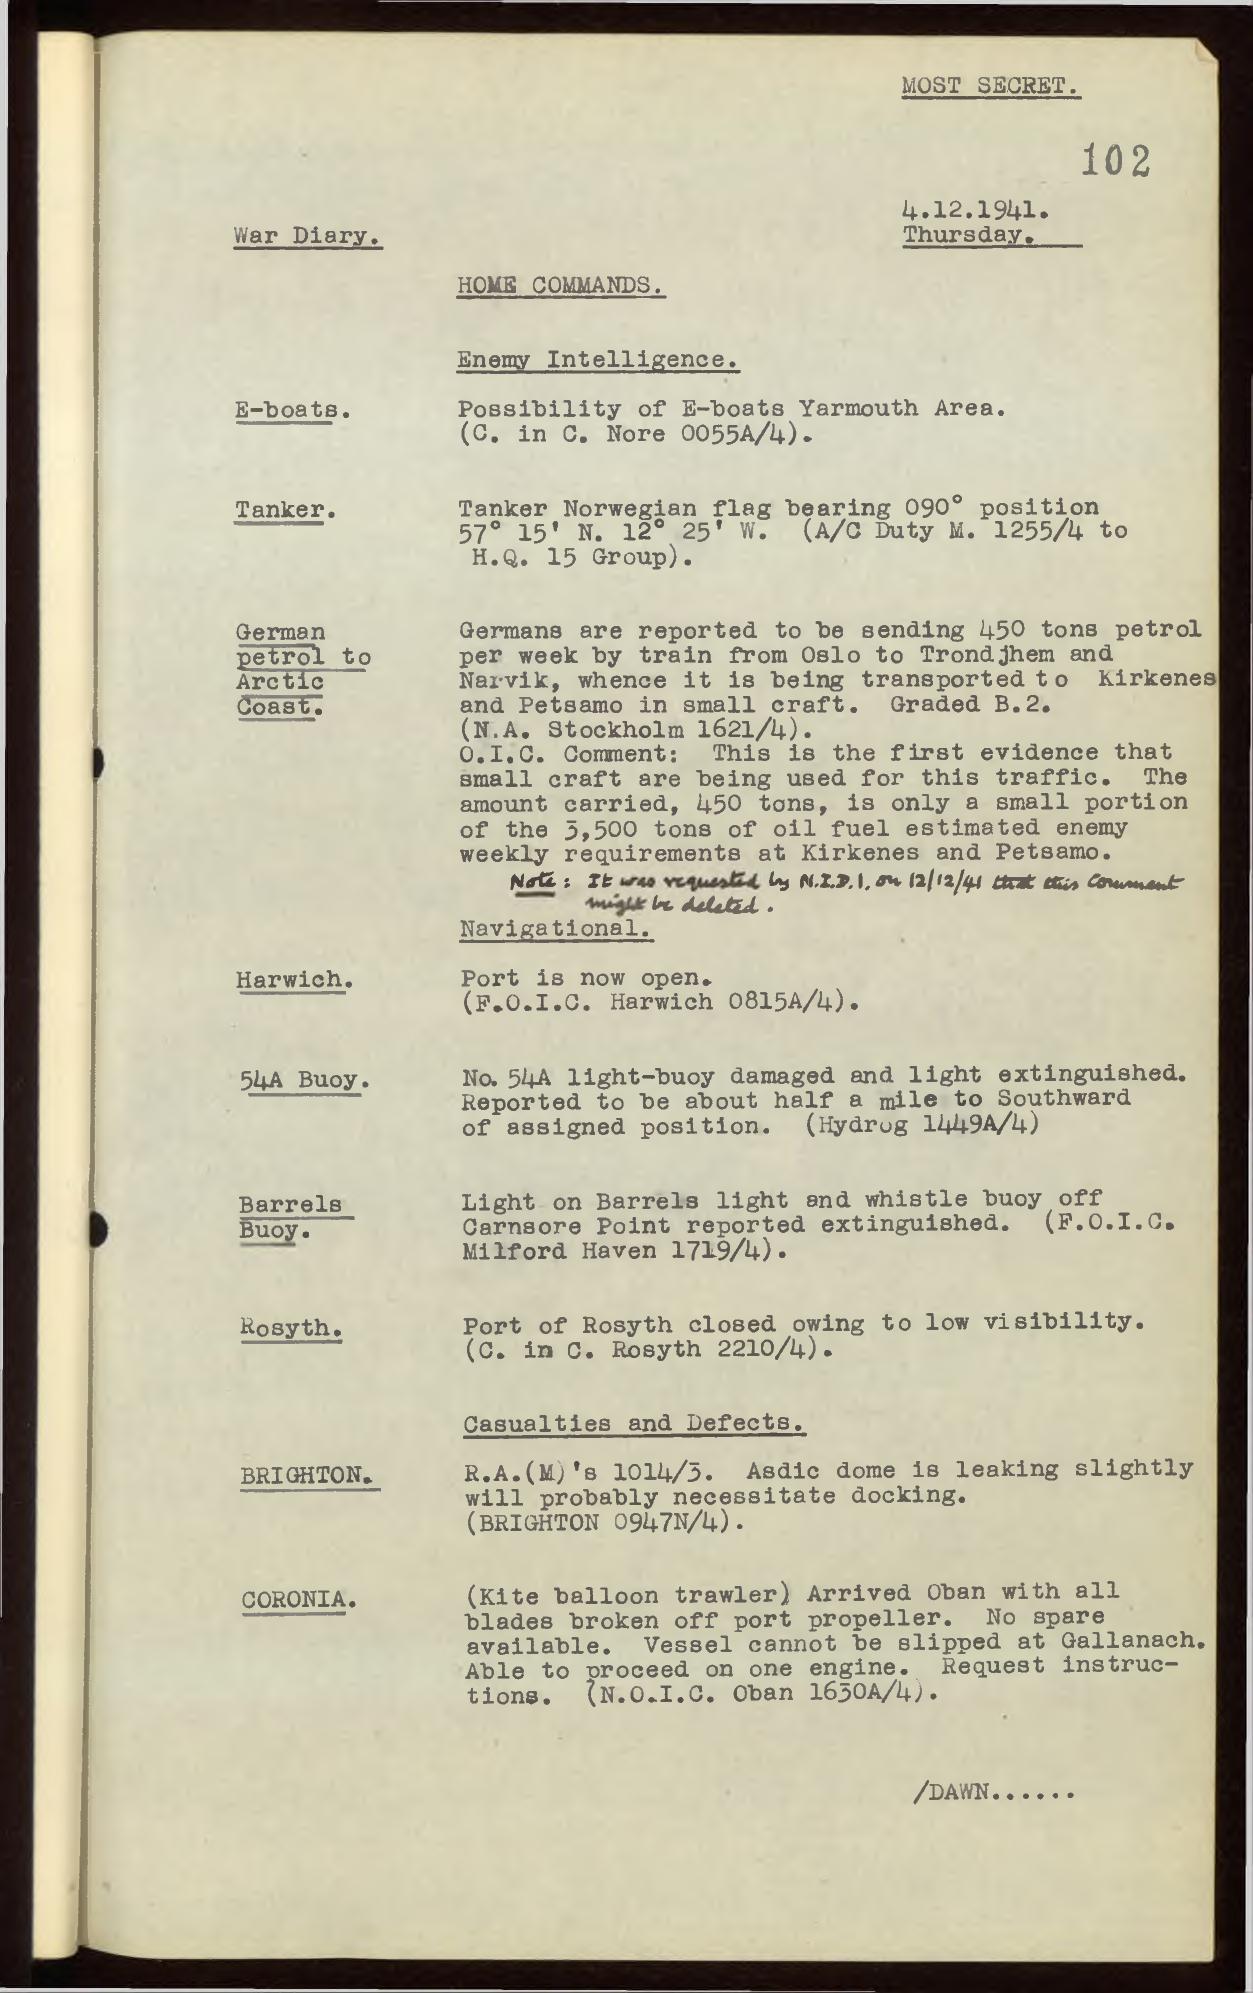 MOST SECRET.
102
4.12.1941.
War Diary.
Thursday.
HOME COMMANDS.
Enemy Intelligence.
E-boats. Possibility of E-boats Yarmouth Area.
(C. in C. Nore 0055A/4).
Tanker. Tanker Norwegian flag bearing 090° position
57° 15' N. 12° 25' W. (A/C Duty M. 1255/4 to
H.Q. 15 Group).
German Germans are reported to be sending 450 tons petrol
petrol to per week by train from Oslo to Trondjhem and
Arctic Narvik, whence it is being transported to Kirkenes
Coast. and Petsamo in small craft. Graded B.2.
(N.A. Stockholm 1621/4).
O.I.C. Comment: This is the first evidence that
small craft are being used for this traffic. The
amount carried, 450 tons, is only a small portion
of the 3,500 tons of oil fuel estimated enemy
weekly requirements at Kirkenes and Petsamo.
Note: It was requested by N.I.D.1. on 12/12/41 that this Comment
might be deleted.
Navigational.
Harwich. Port is now open.
(F.O.I.C. Harwich 0815A/4).
54A Buoy. No. 54A light-buoy damaged and light extinguished.
Reported to be about half a mile to Southward
of assigned position. (Hydrog 1449A/4)
Barrels Light on Barrels light and whistle buoy off
Buoy. Carnsore Point reported extinguished. (F.O.I.C.
Milford Haven 1719/4).
Rosyth. Port of Rosyth closed owing to low visibility.
(C. in C. Rosyth 2210/4).
Casualties and Defects.
BRIGHTON. R.A.(M)'s 1014/3. Asdic dome is leaking slightly
will probably necessitate docking.
(BRIGHTON 0947N/4).
CORONIA. (Kite balloon trawler) Arrived Oban with all
blades broken off port propeller. No spare
available. Vessel cannot be slipped at Gallanach.
Able to proceed on one engine. Request instruc-
tions. (N.O.I.C. Oban 1630A/4).
/DAWN......